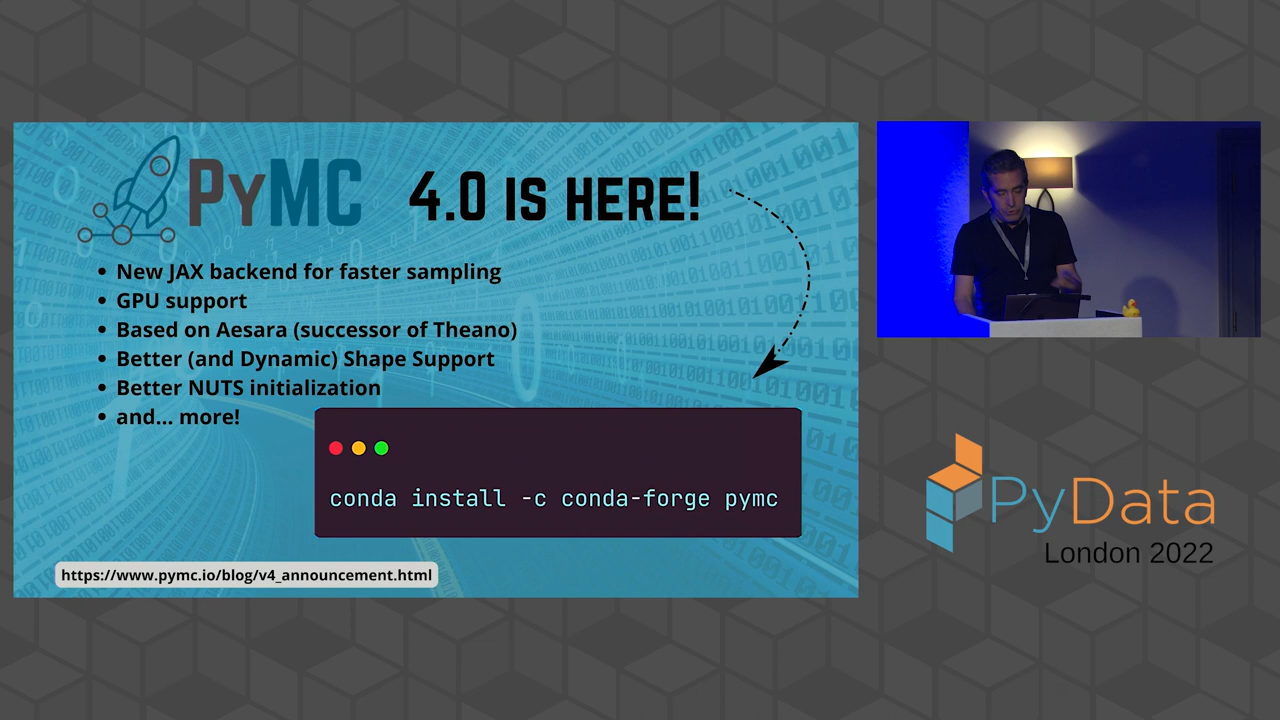 PyMC
4.0 IS HERE!
• New JAX backend for faster sampling
• GPU support
• Based on Aesara (successor of Theano)
• Better (and Dynamic) Shape Support
• Better NUTS initialization
• and... more!
conda install -c conda-forge pymc
https://www.pymc.io/blog/v4_announcement.html
PyData
London 2022